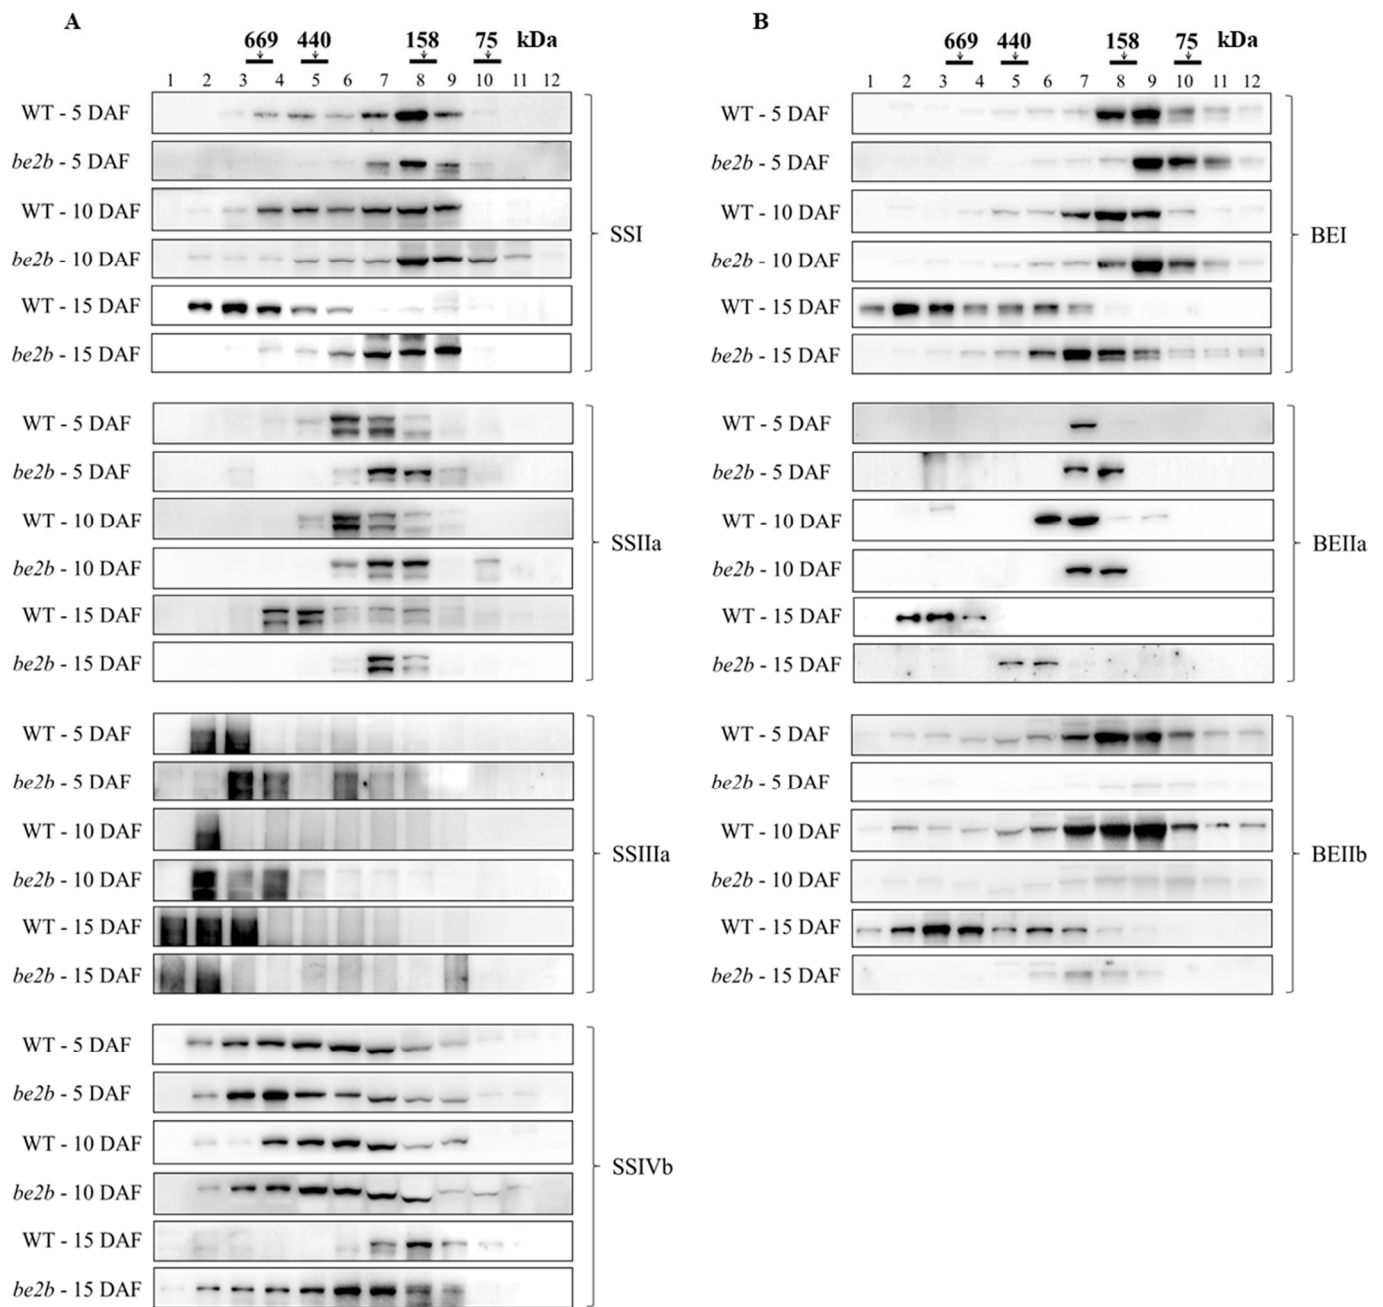 A
669 440 158 75 kDa
1 2 3 4 5 6 7 8 9 10 11 12
WT - 5 DAF
be2b - 5 DAF
WT - 10 DAF
be2b - 10 DAF
WT - 15 DAF
be2b - 15 DAF
SSI
WT - 5 DAF
be2b - 5 DAF
WT - 10 DAF
be2b - 10 DAF
WT - 15 DAF
be2b - 15 DAF
SSIIa
WT - 5 DAF
be2b - 5 DAF
WT - 10 DAF
be2b - 10 DAF
WT - 15 DAF
be2b - 15 DAF
SSIIIa
WT - 5 DAF
be2b - 5 DAF
WT - 10 DAF
be2b - 10 DAF
WT - 15 DAF
be2b - 15 DAF
SSIVb
B
669 440 158 75 kDa
1 2 3 4 5 6 7 8 9 10 11 12
WT - 5 DAF
be2b - 5 DAF
WT - 10 DAF
be2b - 10 DAF
WT - 15 DAF
be2b - 15 DAF
BEI
WT - 5 DAF
be2b - 5 DAF
WT - 10 DAF
be2b - 10 DAF
WT - 15 DAF
be2b - 15 DAF
BEIIa
WT - 5 DAF
be2b - 5 DAF
WT - 10 DAF
be2b - 10 DAF
WT - 15 DAF
be2b - 15 DAF
BEIIb